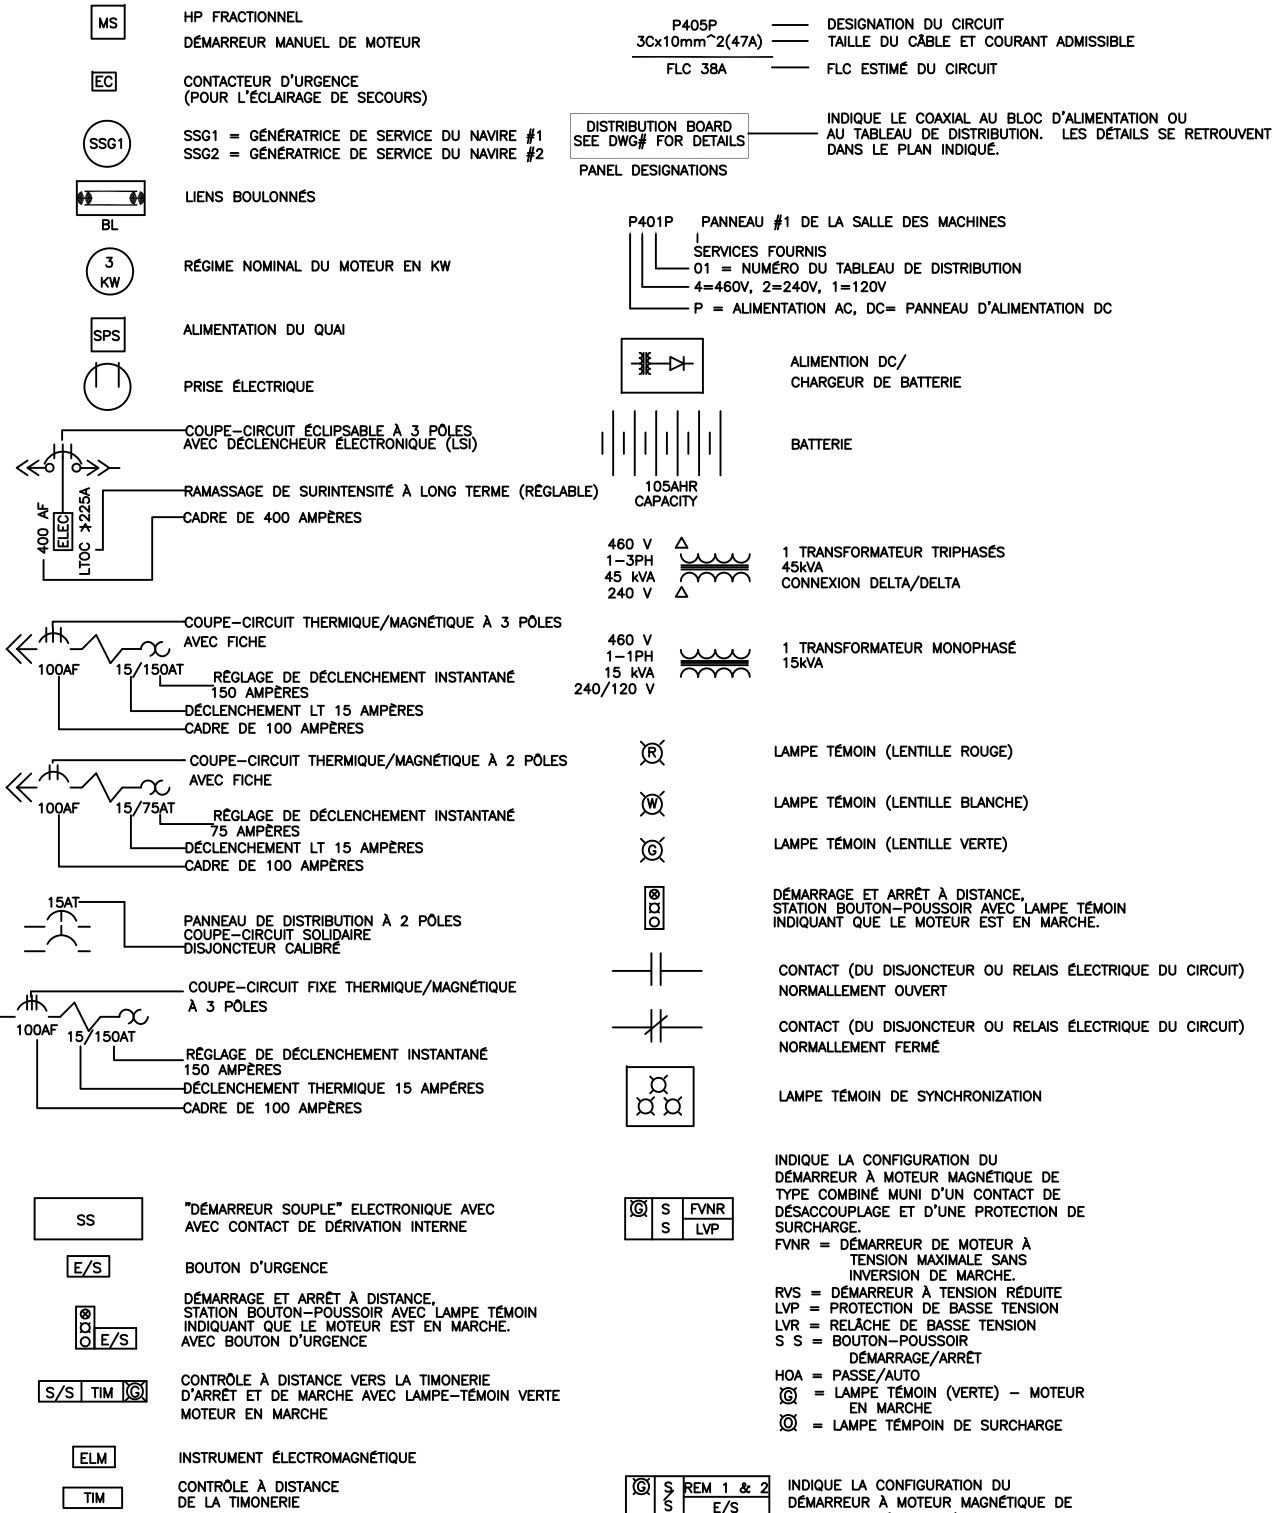 MS
HP FRACTIONNEL
DÉMARREUR MANUEL DE MOTEUR
EC
CONTACTEUR D'URGENCE
(POUR L'ÉCLAIRAGE DE SECOURS)
SSG1
SSG1 = GÉNÉRATRICE DE SERVICE DU NAVIRE #1
SSG2 = GÉNÉRATRICE DE SERVICE DU NAVIRE #2
BL
LIENS BOULONNÉS
3
KW
RÉGIME NOMINAL DU MOTEUR EN KW
SPS
ALIMENTATION DU QUAI
PRISE ÉLECTRIQUE
COUPE-CIRCUIT ÉCLIPSABLE À 3 PÔLES
AVEC DÉCLENCHEUR ÉLECTRONIQUE (LSI)
400 AF
ELEC
LTOC *225A
RAMASSAGE DE SURINTENSITÉ À LONG TERME (RÊGLABLE)
CADRE DE 400 AMPÈRES
COUPE-CIRCUIT THERMIQUE/MAGNÉTIQUE À 3 PÔLES
AVEC FICHE
100AF
15/150AT
RÊGLAGE DE DÉCLENCHEMENT INSTANTANÉ
150 AMPÈRES
DÉCLENCHEMENT LT 15 AMPÈRES
CADRE DE 100 AMPÈRES
COUPE-CIRCUIT THERMIQUE/MAGNÉTIQUE À 2 PÔLES
AVEC FICHE
100AF
15/75AT
RÊGLAGE DE DÉCLENCHEMENT INSTANTANÉ
75 AMPÈRES
DÉCLENCHEMENT LT 15 AMPÈRES
CADRE DE 100 AMPÈRES
15AT
PANNEAU DE DISTRIBUTION À 2 PÔLES
COUPE-CIRCUIT SOLIDAIRE
DISJONCTEUR CALIBRÉ
COUPE-CIRCUIT FIXE THERMIQUE/MAGNÉTIQUE
À 3 PÔLES
100AF
15/150AT
RÊGLAGE DE DÉCLENCHEMENT INSTANTANÉ
150 AMPÈRES
DÉCLENCHEMENT THERMIQUE 15 AMPÉRES
CADRE DE 100 AMPÈRES
SS
"DÉMARREUR SOUPLE" ELECTRONIQUE AVEC
AVEC CONTACT DE DÉRIVATION INTERNE
E/S
BOUTON D'URGENCE
E/S
DÉMARRAGE ET ARRÊT À DISTANCE,
STATION BOUTON-POUSSOIR AVEC LAMPE TÉMOIN
INDIQUANT QUE LE MOTEUR EST EN MARCHE.
AVEC BOUTON D'URGENCE
S/S TIM G
CONTRÔLE À DISTANCE VERS LA TIMONERIE
D'ARRÊT ET DE MARCHE AVEC LAMPE-TÉMOIN VERTE
MOTEUR EN MARCHE
ELM
INSTRUMENT ÉLECTROMAGNÉTIQUE
TIM
CONTRÔLE À DISTANCE
DE LA TIMONERIE
P405P
DESIGNATION DU CIRCUIT
3Cx10mm^2(47A)
TAILLE DU CÂBLE ET COURANT ADMISSIBLE
FLC 38A
FLC ESTIMÉ DU CIRCUIT
DISTRIBUTION BOARD
SEE DWG# FOR DETAILS
INDIQUE LE COAXIAL AU BLOC D'ALIMENTATION OU
AU TABLEAU DE DISTRIBUTION. LES DÉTAILS SE RETROUVENT
DANS LE PLAN INDIQUÉ.
PANEL DESIGNATIONS
P401P PANNEAU #1 DE LA SALLE DES MACHINES
SERVICES FOURNIS
01 = NUMÉRO DU TABLEAU DE DISTRIBUTION
4=460V, 2=240V, 1=120V
P = ALIMENTATION AC, DC= PANNEAU D'ALIMENTATION DC
ALIMENTION DC/
CHARGEUR DE BATTERIE
BATTERIE
105AHR
CAPACITY
460 V Δ
1-3PH
45 kVA
240 V Δ
1 TRANSFORMATEUR TRIPHASÉS
45kVA
CONNEXION DELTA/DELTA
460 V
1-1PH
15 kVA
240/120 V
1 TRANSFORMATEUR MONOPHASÉ
15kVA
R
LAMPE TÉMOIN (LENTILLE ROUGE)
W
LAMPE TÉMOIN (LENTILLE BLANCHE)
G
LAMPE TÉMOIN (LENTILLE VERTE)
DÉMARRAGE ET ARRÊT À DISTANCE,
STATION BOUTON-POUSSOIR AVEC LAMPE TÉMOIN
INDIQUANT QUE LE MOTEUR EST EN MARCHE.
CONTACT (DU DISJONCTEUR OU RELAIS ÉLECTRIQUE DU CIRCUIT)
NORMALLEMENT OUVERT
CONTACT (DU DISJONCTEUR OU RELAIS ÉLECTRIQUE DU CIRCUIT)
NORMALLEMENT FERMÉ
LAMPE TÉMOIN DE SYNCHRONIZATION
G S FVNR
S LVP
INDIQUE LA CONFIGURATION DU
DÉMARREUR À MOTEUR MAGNÉTIQUE DE
TYPE COMBINÉ MUNI D'UN CONTACT DE
DÉSACCOUPLAGE ET D'UNE PROTECTION DE
SURCHARGE.
FVNR = DÉMARREUR DE MOTEUR À
TENSION MAXIMALE SANS
INVERSION DE MARCHE.
RVS = DÉMARREUR À TENSION RÉDUITE
LVP = PROTECTION DE BASSE TENSION
LVR = RELÂCHE DE BASSE TENSION
S S = BOUTON-POUSSOIR
DÉMARRAGE/ARRÊT
HOA = PASSE/AUTO
G = LAMPE TÉMOIN (VERTE) - MOTEUR
EN MARCHE
O = LAMPE TÉMPOIN DE SURCHARGE
G S/S REM 1 & 2
E/S
INDIQUE LA CONFIGURATION DU
DÉMARREUR À MOTEUR MAGNÉTIQUE DE